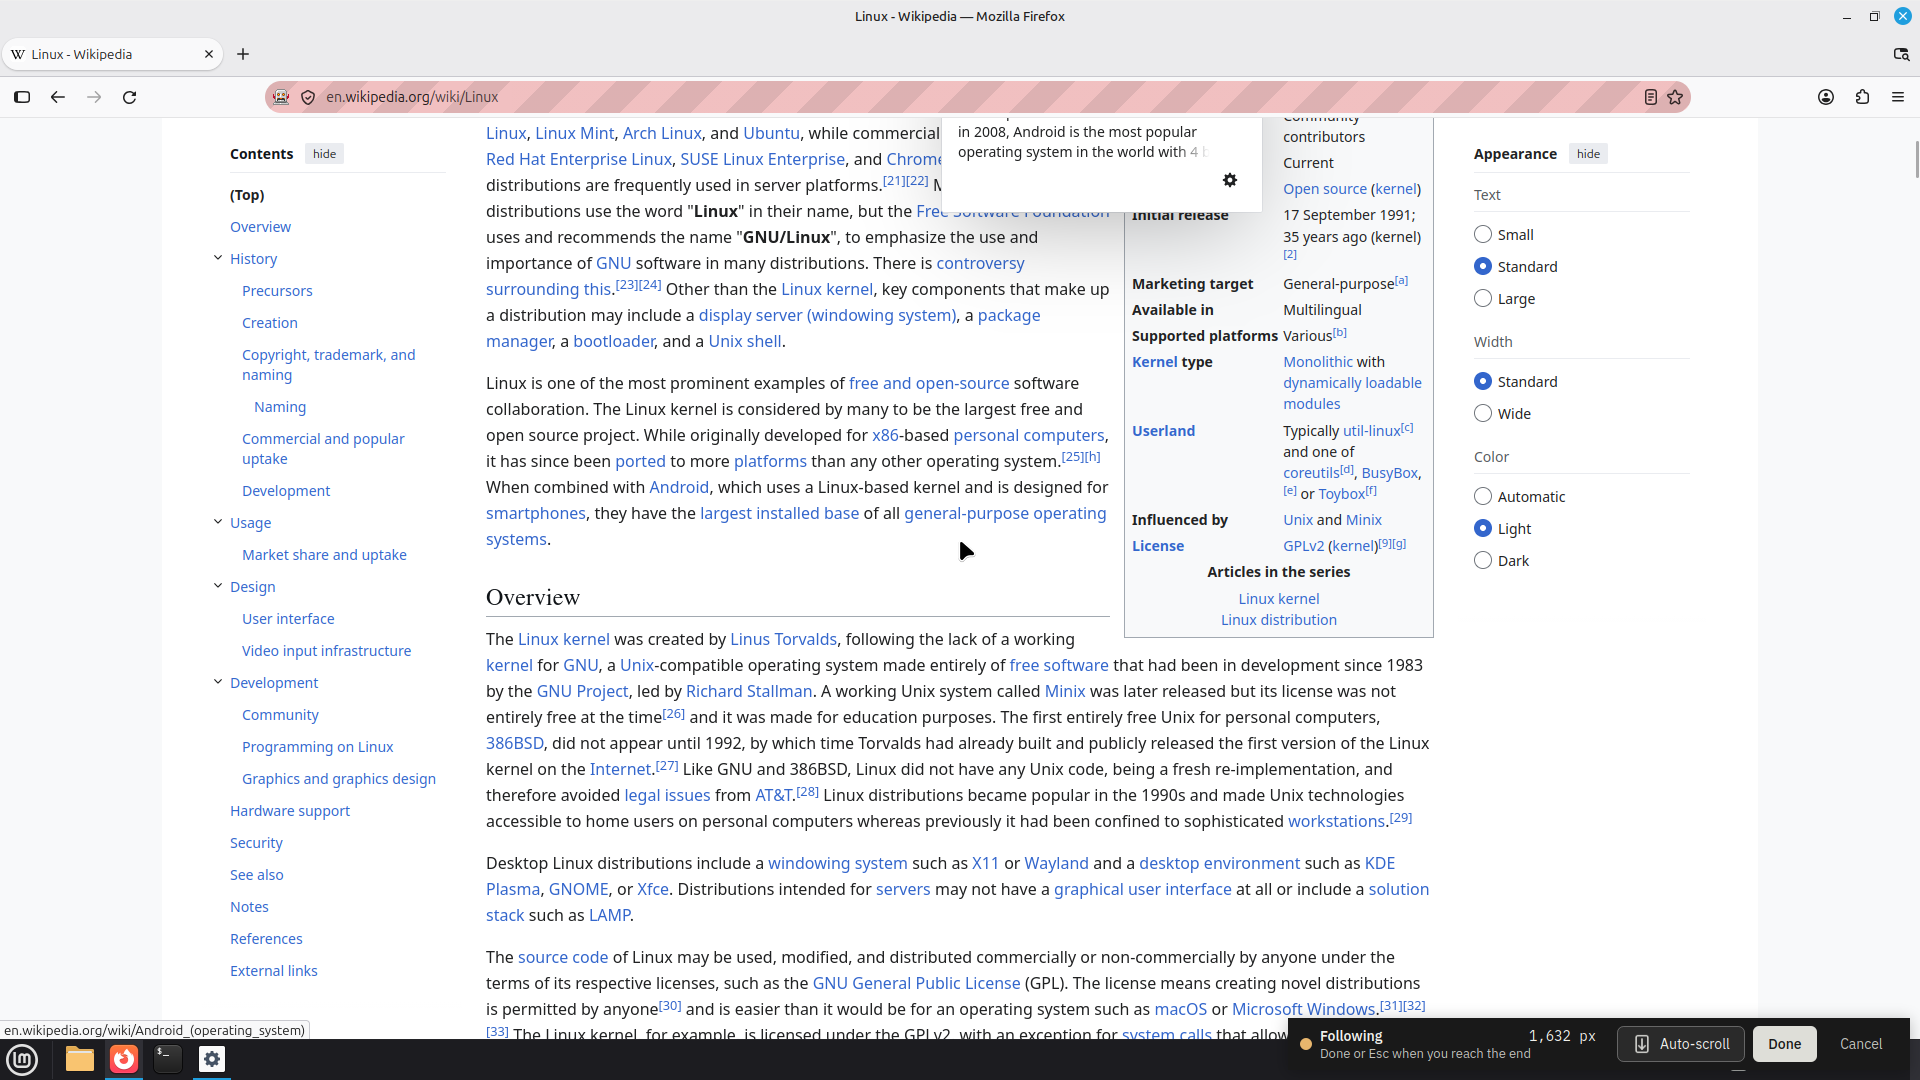 Linux - Wikipedia — Mozilla Firefox
Linux - Wikipedia
en.wikipedia.org/wiki/Linux
Contents hide
(Top)
Overview
History
Precursors
Creation
Copyright, trademark, and
naming
Naming
Commercial and popular
uptake
Development
Usage
Market share and uptake
Design
User interface
Video input infrastructure
Development
Community
Programming on Linux
Graphics and graphics design
Hardware support
Security
See also
Notes
References
External links
Linux, Linux Mint, Arch Linux, and Ubuntu, while commercial
Red Hat Enterprise Linux, SUSE Linux Enterprise, and Chrome
distributions are frequently used in server platforms.[21][22] M
distributions use the word "Linux" in their name, but the Free Software Foundation
uses and recommends the name "GNU/Linux", to emphasize the use and
importance of GNU software in many distributions. There is controversy
surrounding this.[23][24] Other than the Linux kernel, key components that make up
a distribution may include a display server (windowing system), a package
manager, a bootloader, and a Unix shell.
Linux is one of the most prominent examples of free and open-source software
collaboration. The Linux kernel is considered by many to be the largest free and
open source project. While originally developed for x86-based personal computers,
it has since been ported to more platforms than any other operating system.[25][h]
When combined with Android, which uses a Linux-based kernel and is designed for
smartphones, they have the largest installed base of all general-purpose operating
systems.
in 2008, Android is the most popular
operating system in the world with 4 b
Community
contributors
Current
Open source (kernel)
Initial release 17 September 1991;
35 years ago (kernel)
[2]
Marketing target General-purpose[a]
Available in Multilingual
Supported platforms Various[b]
Kernel type Monolithic with
dynamically loadable
modules
Userland Typically util-linux[c]
and one of
coreutils[d], BusyBox,
[e] or Toybox[f]
Influenced by Unix and Minix
License GPLv2 (kernel)[9][g]
Articles in the series
Linux kernel
Linux distribution
Overview
The Linux kernel was created by Linus Torvalds, following the lack of a working
kernel for GNU, a Unix-compatible operating system made entirely of free software that had been in development since 1983
by the GNU Project, led by Richard Stallman. A working Unix system called Minix was later released but its license was not
entirely free at the time[26] and it was made for education purposes. The first entirely free Unix for personal computers,
386BSD, did not appear until 1992, by which time Torvalds had already built and publicly released the first version of the Linux
kernel on the Internet.[27] Like GNU and 386BSD, Linux did not have any Unix code, being a fresh re-implementation, and
therefore avoided legal issues from AT&T.[28] Linux distributions became popular in the 1990s and made Unix technologies
accessible to home users on personal computers whereas previously it had been confined to sophisticated workstations.[29]
Desktop Linux distributions include a windowing system such as X11 or Wayland and a desktop environment such as KDE
Plasma, GNOME, or Xfce. Distributions intended for servers may not have a graphical user interface at all or include a solution
stack such as LAMP.
The source code of Linux may be used, modified, and distributed commercially or non-commercially by anyone under the
terms of its respective licenses, such as the GNU General Public License (GPL). The license means creating novel distributions
is permitted by anyone[30] and is easier than it would be for an operating system such as macOS or Microsoft Windows.[31][32]
[33] The Linux kernel, for example, is licensed under the GPLv2, with an exception for system calls that allow
Appearance hide
Text
Small
Standard
Large
Width
Standard
Wide
Color
Automatic
Light
Dark
en.wikipedia.org/wiki/Android_(operating_system)
Following
Done or Esc when you reach the end
1,632 px
Auto-scroll
Done
Cancel